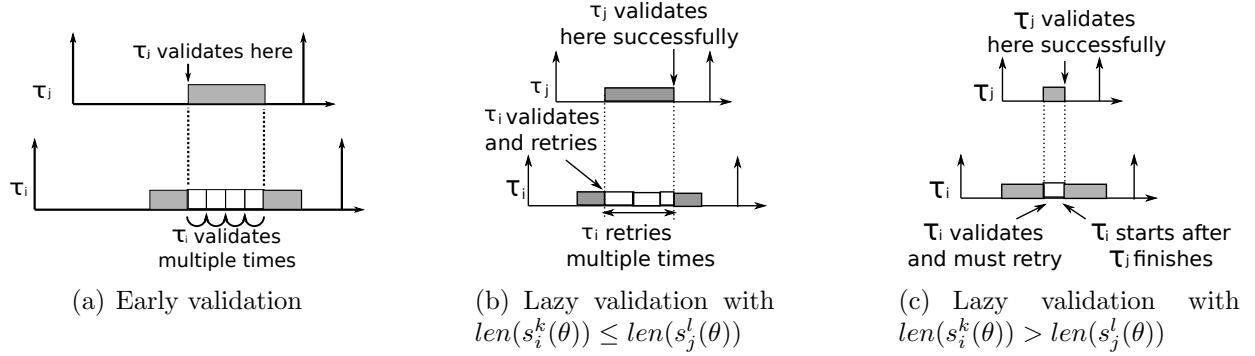 τj validates here
τj
τi
τi validates
multiple times
(a) Early validation
τj validates
here successfully
τj
τi validates
and retries
τi
τi retries
multiple times
(b) Lazy validation with
len(s_i^k(θ)) ≤ len(s_j^l(θ))
τj validates
here successfully
τj
τi
τi validates
and must retry
τi starts after
τj finishes
(c) Lazy validation with
len(s_i^k(θ)) > len(s_j^l(θ))